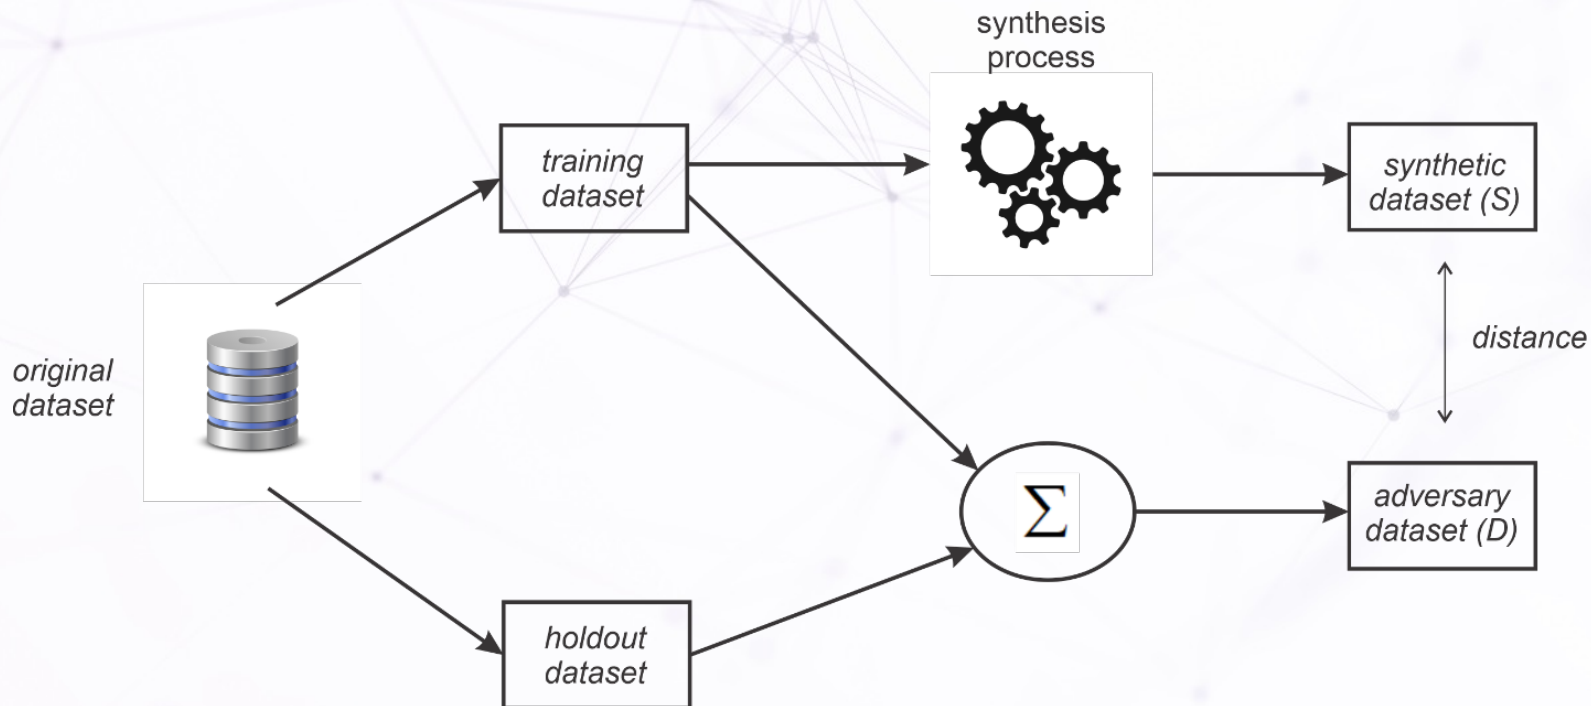 synthesis
process
training
dataset
synthetic
dataset (S)
original
dataset
distance
Σ
adversary
dataset (D)
holdout
dataset